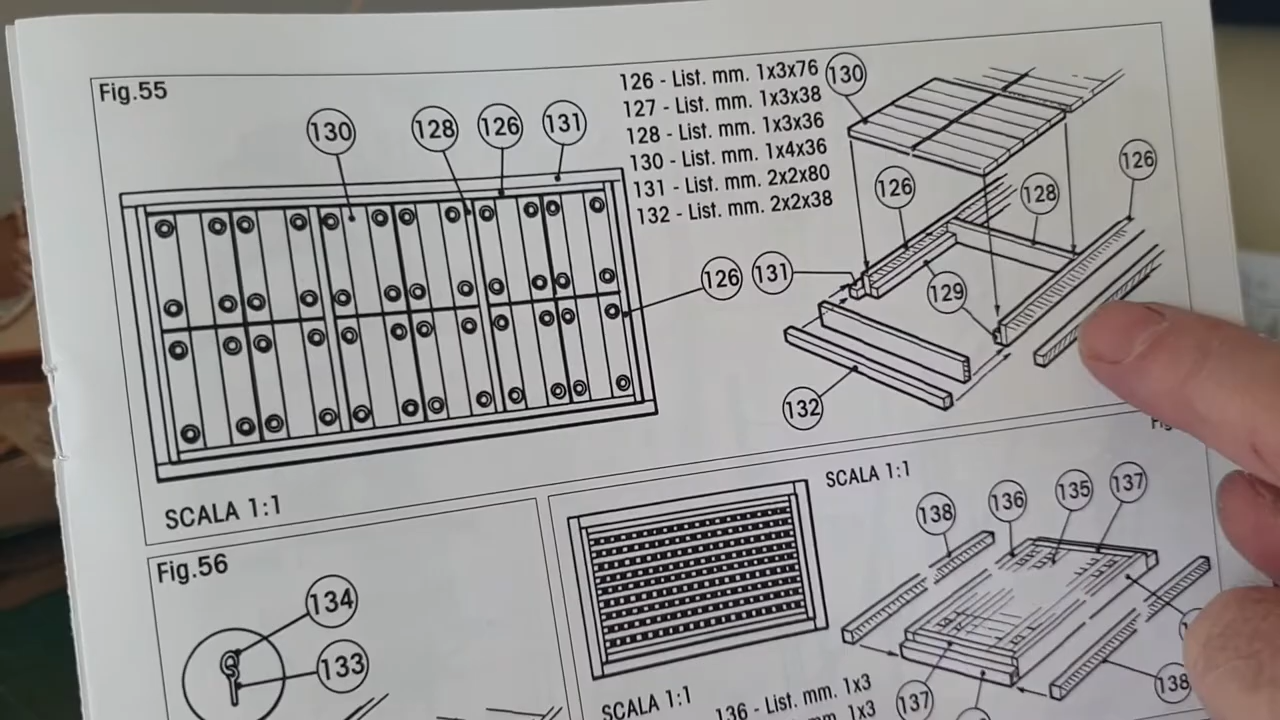 Fig.55
130
128
126
131
126 - List. mm. 1x3x76
127 - List. mm. 1x3x38
128 - List. mm. 1x3x36
130 - List. mm. 1x4x36
131 - List. mm. 2x2x80
132 - List. mm. 2x2x38
130
126
126
128
129
126
131
132
SCALA 1:1
Fig.56
134
133
SCALA 1:1
138
136
135
137
137
138
SCALA 1:1
136 - List. mm. 1x3
mm. 1x3